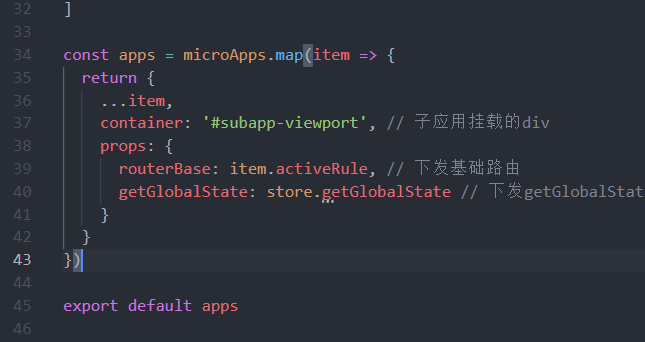 32 ]
33
34 const apps = microApps.map(item => {
35 return {
36 ...item,
37 container: '#subapp-viewport', // 子应用挂载的div
38 props: {
39 routerBase: item.activeRule, // 下发基础路由
40 getGlobalState: store.getGlobalState // 下发getGlobalStat
41 }
42 }
43 })
44
45 export default apps
46